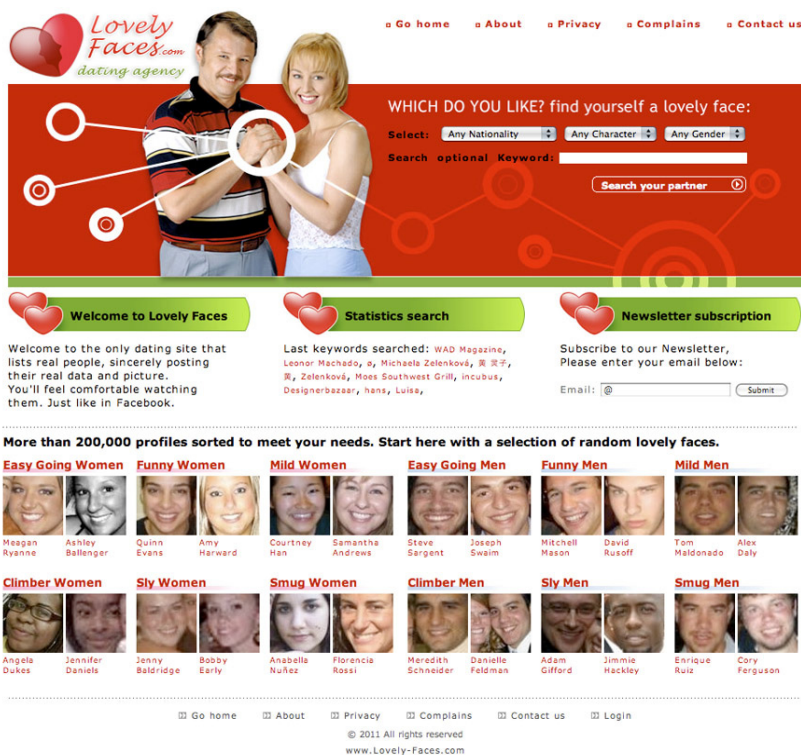 Lovely
Faces.com
dating agency
Go home About Privacy Complains Contact us
WHICH DO YOU LIKE? find yourself a lovely face:
Select: Any Nationality Any Character Any Gender
Search optional Keyword:
Search your partner
Welcome to Lovely Faces
Welcome to the only dating site that
lists real people, sincerely posting
their real data and picture.
You'll feel comfortable watching
them. Just like in Facebook.
Statistics search
Last keywords searched: WAD Magazine,
Leonor Machado, a, Michaela Zelenková, 黄
黄, Zelenková, Moes Southwest Grill, incubus,
Designerbazaar, hans, Luisa,
Newsletter subscription
Subscribe to our Newsletter,
Please enter your email below:
Email: @ Submit
More than 200,000 profiles sorted to meet your needs. Start here with a selection of random lovely faces.
Easy Going Women Funny Women Mild Women Easy Going Men Funny Men Mild Men
Meagan Ashley Quinn Amy Courtney Samantha Steve Joseph Mitchell David Tom Alex
Ryanne Ballenger Evans Harward Han Andrews Sargent Swaim Mason Rusoff Maldonado Daly
Climber Women Sly Women Smug Women Climber Men Sly Men Smug Men
Angela Jennifer Jenny Bobby Anabella Florencia Meredith Danielle Adam Jimmie Enrique Cory
Dukes Daniels Baldridge Early Nuñez Rossi Schneider Feldman Gifford Hackley Ruiz Ferguson
Go home About Privacy Complains Contact us Login
© 2011 All rights reserved
www.Lovely-Faces.com